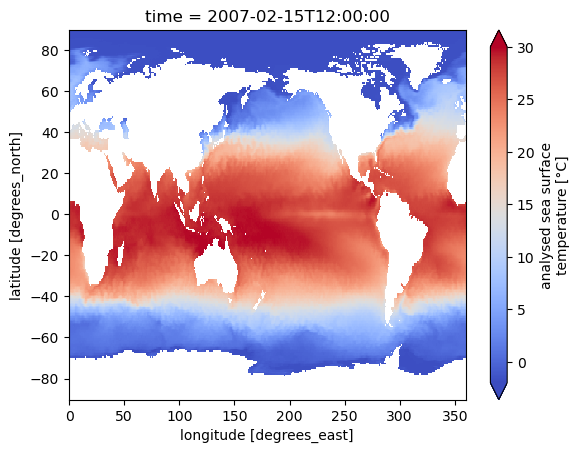 time = 2007-02-15T12:00:00
80
60
40
20
0
−20
−40
−60
−80
latitude [degrees_north]
0 50 100 150 200 250 300 350
longitude [degrees_east]
30
25
20
15
10
5
0
analysed sea surface
temperature [°C]